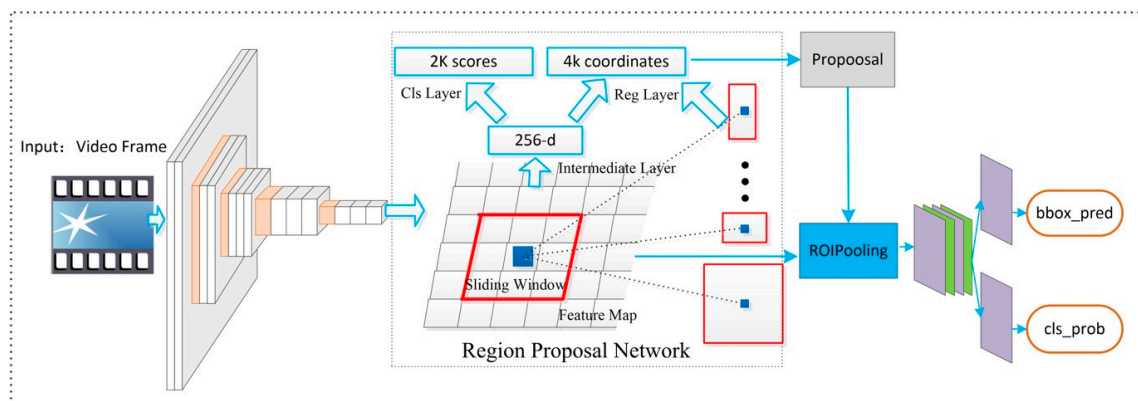 Input：Video Frame
2K scores
4k coordinates
Cls Layer
Reg Layer
256-d
Intermediate Layer
Sliding Window
Feature Map
Region Proposal Network
Propoosal
ROIPooling
bbox_pred
cls_prob